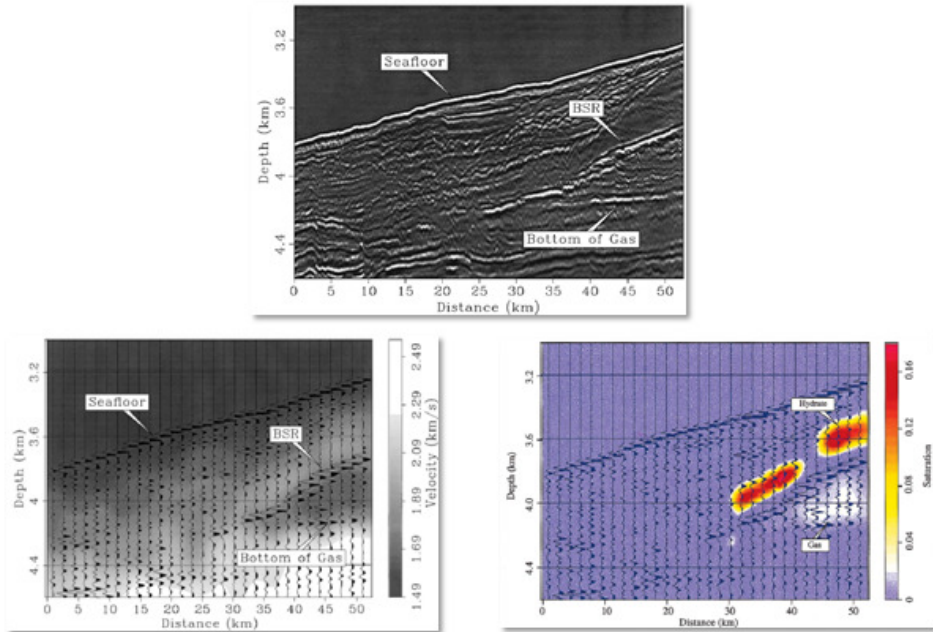 3.2
3.6
4
4.4
Depth (km)
Seafloor
BSR
Bottom of Gas
0 5 10 15 20 25 30 35 40 45 50
Distance (km)
3.2
3.6
4
4.4
Depth (km)
Seafloor
BSR
Bottom of Gas
0 5 10 15 20 25 30 35 40 45 50
Distance (km)
2.49
2.29
2.09
1.89
1.69
1.49
Velocity (km/s)
3.2
3.6
4.0
4.4
Depth (km)
Hydrate
Gas
0 10 20 30 40 50
Distance (km)
0.16
0.12
0.08
0.04
0
Saturation